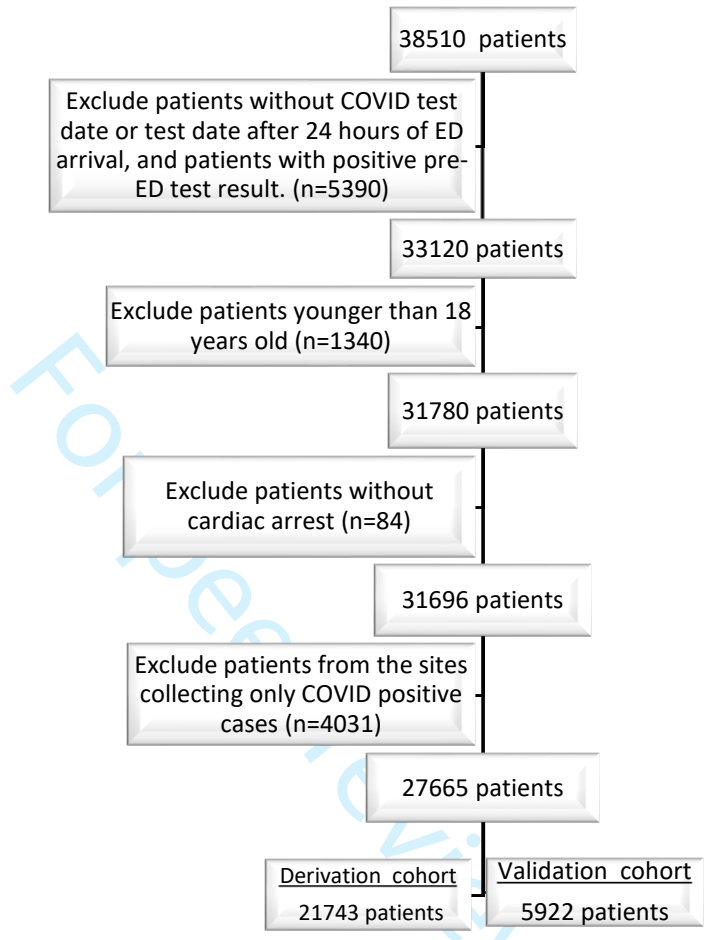 38510 patients
Exclude patients without COVID test
date or test date after 24 hours of ED
arrival, and patients with positive pre-
ED test result. (n=5390)
33120 patients
Exclude patients younger than 18
years old (n=1340)
31780 patients
Exclude patients without
cardiac arrest (n=84)
31696 patients
Exclude patients from the sites
collecting only COVID positive
cases (n=4031)
27665 patients
Derivation cohort
21743 patients
Validation cohort
5922 patients